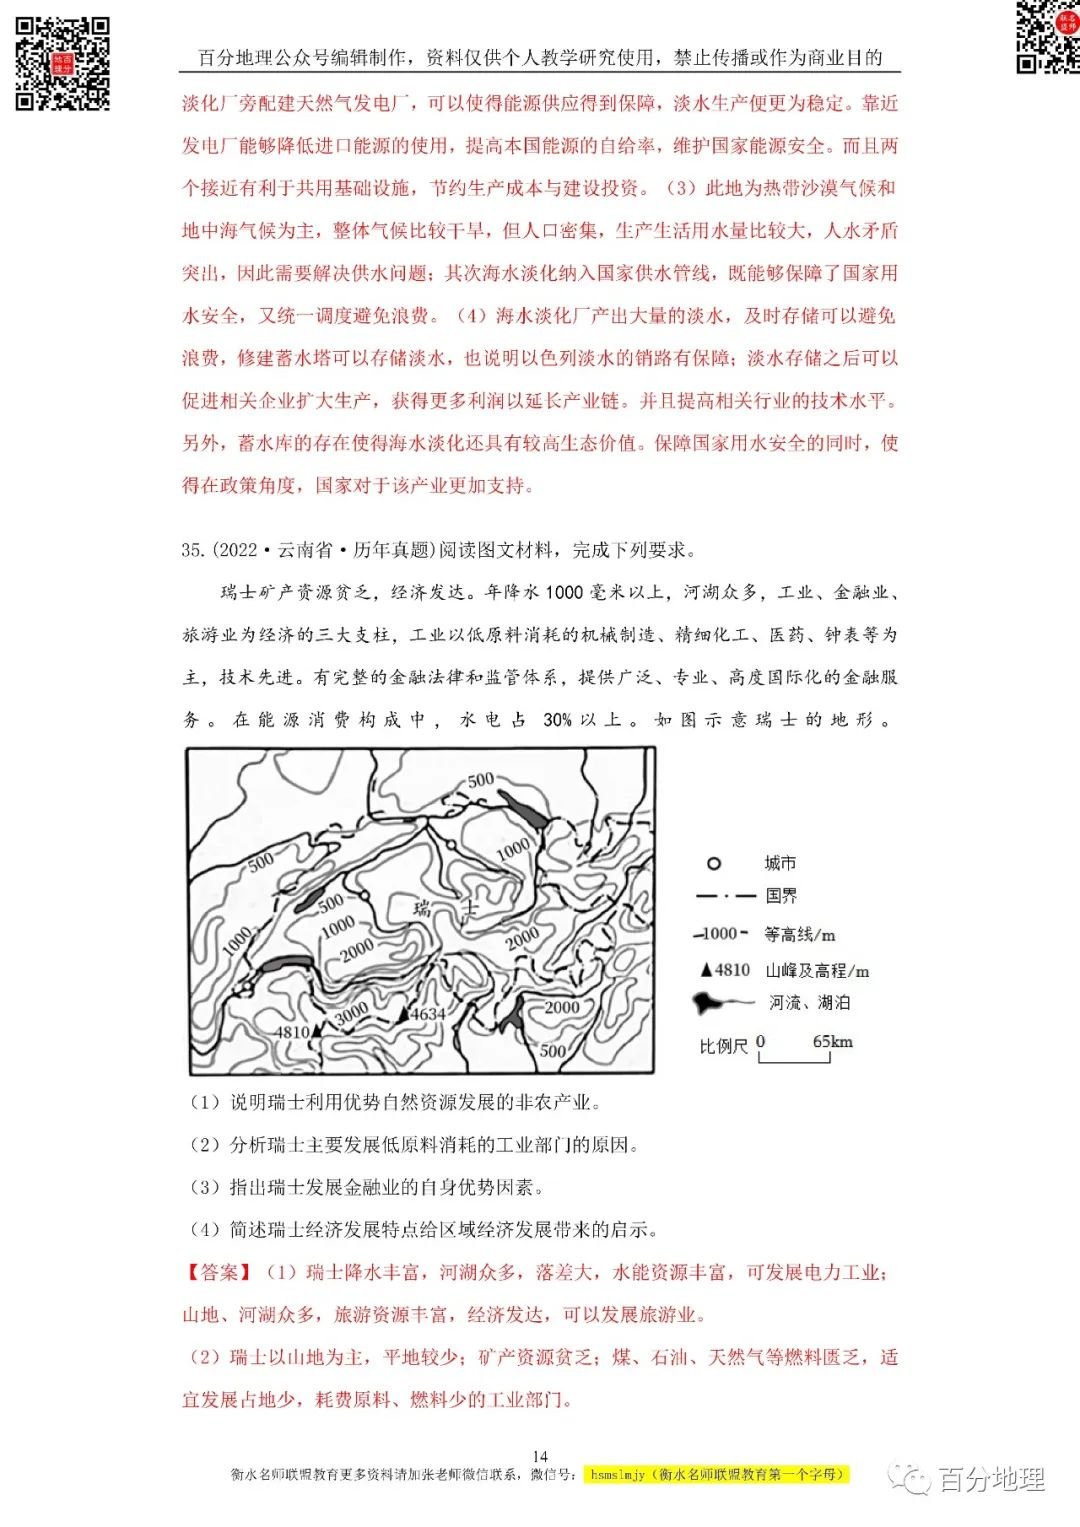 百分地理公众号编辑制作，资料仅供个人教学研究使用，禁止传播或作为商业目的
百分
地理
联名
盟师
淡化厂旁配建天然气发电厂，可以使得能源供应得到保障，淡水生产便更为稳定。靠近
发电厂能够降低进口能源的使用，提高本国能源的自给率，维护国家能源安全。而且两
个接近有利于共用基础设施，节约生产成本与建设投资。（3）此地为热带沙漠气候和
地中海气候为主，整体气候比较干旱，但人口密集，生产生活用水量比较大，人水矛盾
突出，因此需要解决供水问题；其次海水淡化纳入国家供水管线，既能够保障了国家用
水安全，又统一调度避免浪费。（4）海水淡化厂产出大量的淡水，及时存储可以避免
浪费，修建蓄水塔可以存储淡水，也说明以色列淡水的销路有保障；淡水存储之后可以
促进相关企业扩大生产，获得更多利润以延长产业链。并且提高相关行业的技术水平。
另外，蓄水库的存在使得海水淡化还具有较高生态价值。保障国家用水安全的同时，使
得在政策角度，国家对于该产业更加支持。
35.(2022·云南省·历年真题)阅读图文材料，完成下列要求。
瑞士矿产资源贫乏，经济发达。年降水1000毫米以上，河湖众多，工业、金融业、
旅游业为经济的三大支柱，工业以低原料消耗的机械制造、精细化工、医药、钟表等为
主，技术先进。有完整的金融法律和监管体系，提供广泛、专业、高度国际化的金融服
务。在能源消费构成中，水电占30%以上。如图示意瑞士的地形。
500
1000
500
瑞 士
500
1000
2000
1000
2000
3000
4634
4810
2000
500
城市
国界
1000 等高线/m
▲4810 山峰及高程/m
河流、湖泊
比例尺 0 65km
（1）说明瑞士利用优势自然资源发展的非农产业。
（2）分析瑞士主要发展低原料消耗的工业部门的原因。
（3）指出瑞士发展金融业的自身优势因素。
（4）简述瑞士经济发展特点给区域经济发展带来的启示。
【答案】（1）瑞士降水丰富，河湖众多，落差大，水能资源丰富，可发展电力工业；
山地、河湖众多，旅游资源丰富，经济发达，可以发展旅游业。
（2）瑞士以山地为主，平地较少；矿产资源贫乏；煤、石油、天然气等燃料匮乏，适
宜发展占地少，耗费原料、燃料少的工业部门。
14
衡水名师联盟教育更多资料请加张老师微信联系，微信号： hsmslmjy（衡水名师联盟教育第一个字母）
百分地理